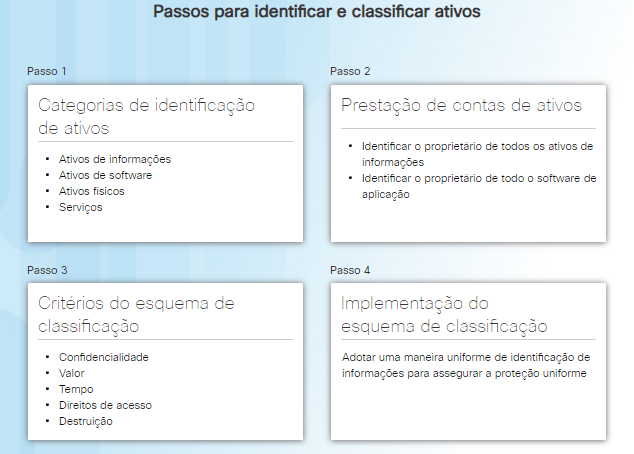 Passos para identificar e classificar ativos
Passo 1
Categorias de identificação
de ativos
• Ativos de informações
• Ativos de software
• Ativos físicos
• Serviços
Passo 2
Prestação de contas de ativos
• Identificar o proprietário de todos os ativos de
informações
• Identificar o proprietário de todo o software de
aplicação
Passo 3
Critérios do esquema de
classificação
• Confidencialidade
• Valor
• Tempo
• Direitos de acesso
• Destruição
Passo 4
Implementação do
esquema de classificação
Adotar uma maneira uniforme de identificação de
informações para assegurar a proteção uniforme